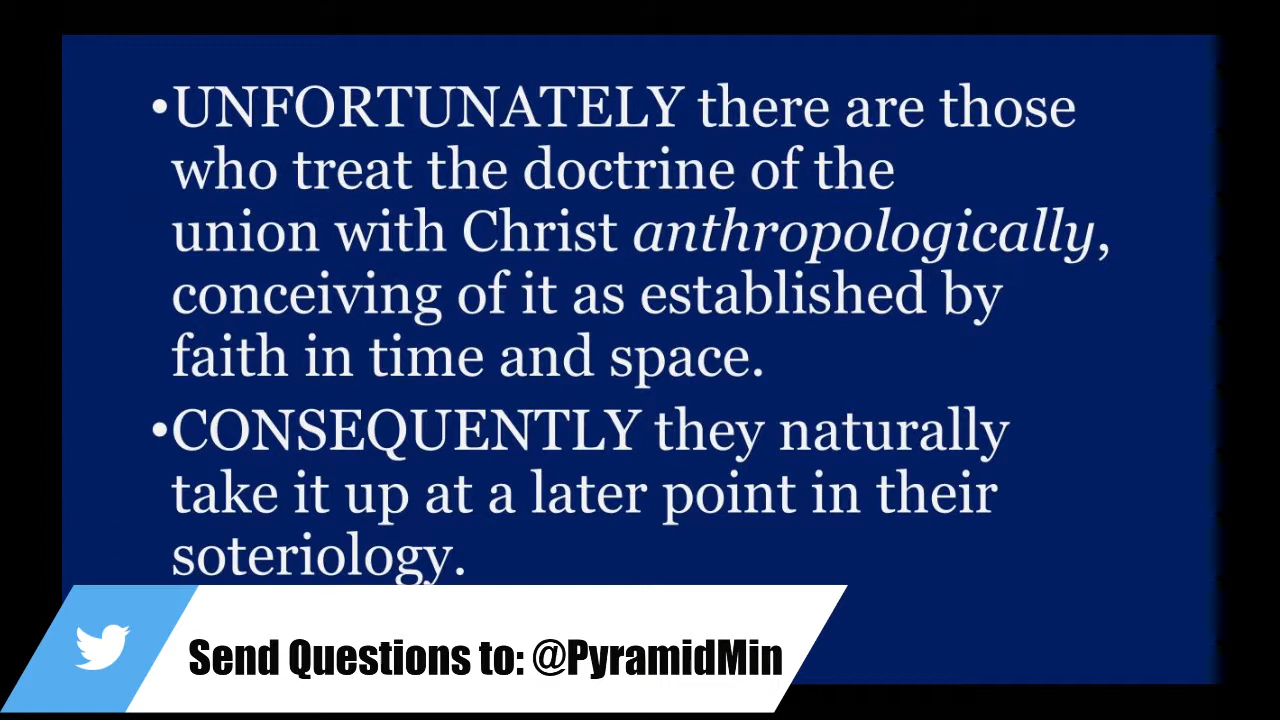 •UNFORTUNATELY there are those
who treat the doctrine of the
union with Christ anthropologically,
conceiving of it as established by
faith in time and space.
•CONSEQUENTLY they naturally
take it up at a later point in their
soteriology.
Send Questions to: @PyramidMin